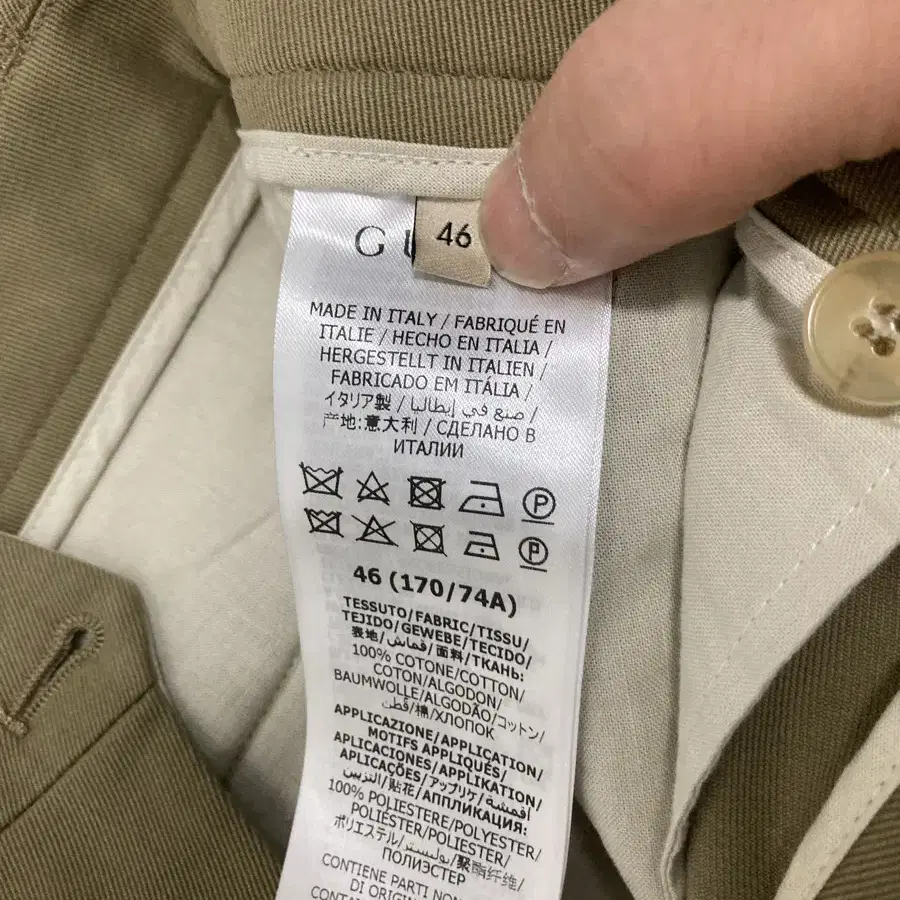 GU
46
MADE IN ITALY / FABRIQUÉ EN
ITALIE / HECHO EN ITALIA /
HERGESTELLT IN ITALIEN /
FABRICADO EM ITÁLIA /
イタリア製 / صنع في إيطاليا /
产地:意大利 / СДЕЛАНО В
ИТАЛИИ
P
P
46 (170/74A)
TESSUTO/FABRIC/TISSU/
TEJIDO/GEWEBE/TECIDO/
表地/قماش/面料/ТКАНЬ:
100% COTONE/COTTON/
COTON/ALGODON/
BAUMWOLLE/ALGODÃO/コットン/
قطن/棉/ХЛОПОК
APPLICAZIONE/APPLICATION/
MOTIFS APPLIQUÉS/
APLICACIONES/APPLIKATION/
APLICAÇÕES/アップリケ/أقمشة
التزيين/贴花/АППЛИКАЦИЯ:
100% POLIESTERE/POLYESTER/
POLIÉSTER/POLIESTER/
ポリエステル/بوليستر/聚酯纤维/
ПОЛИЭСТЕР
CONTIENE PARTI NON
DI ORIGIN